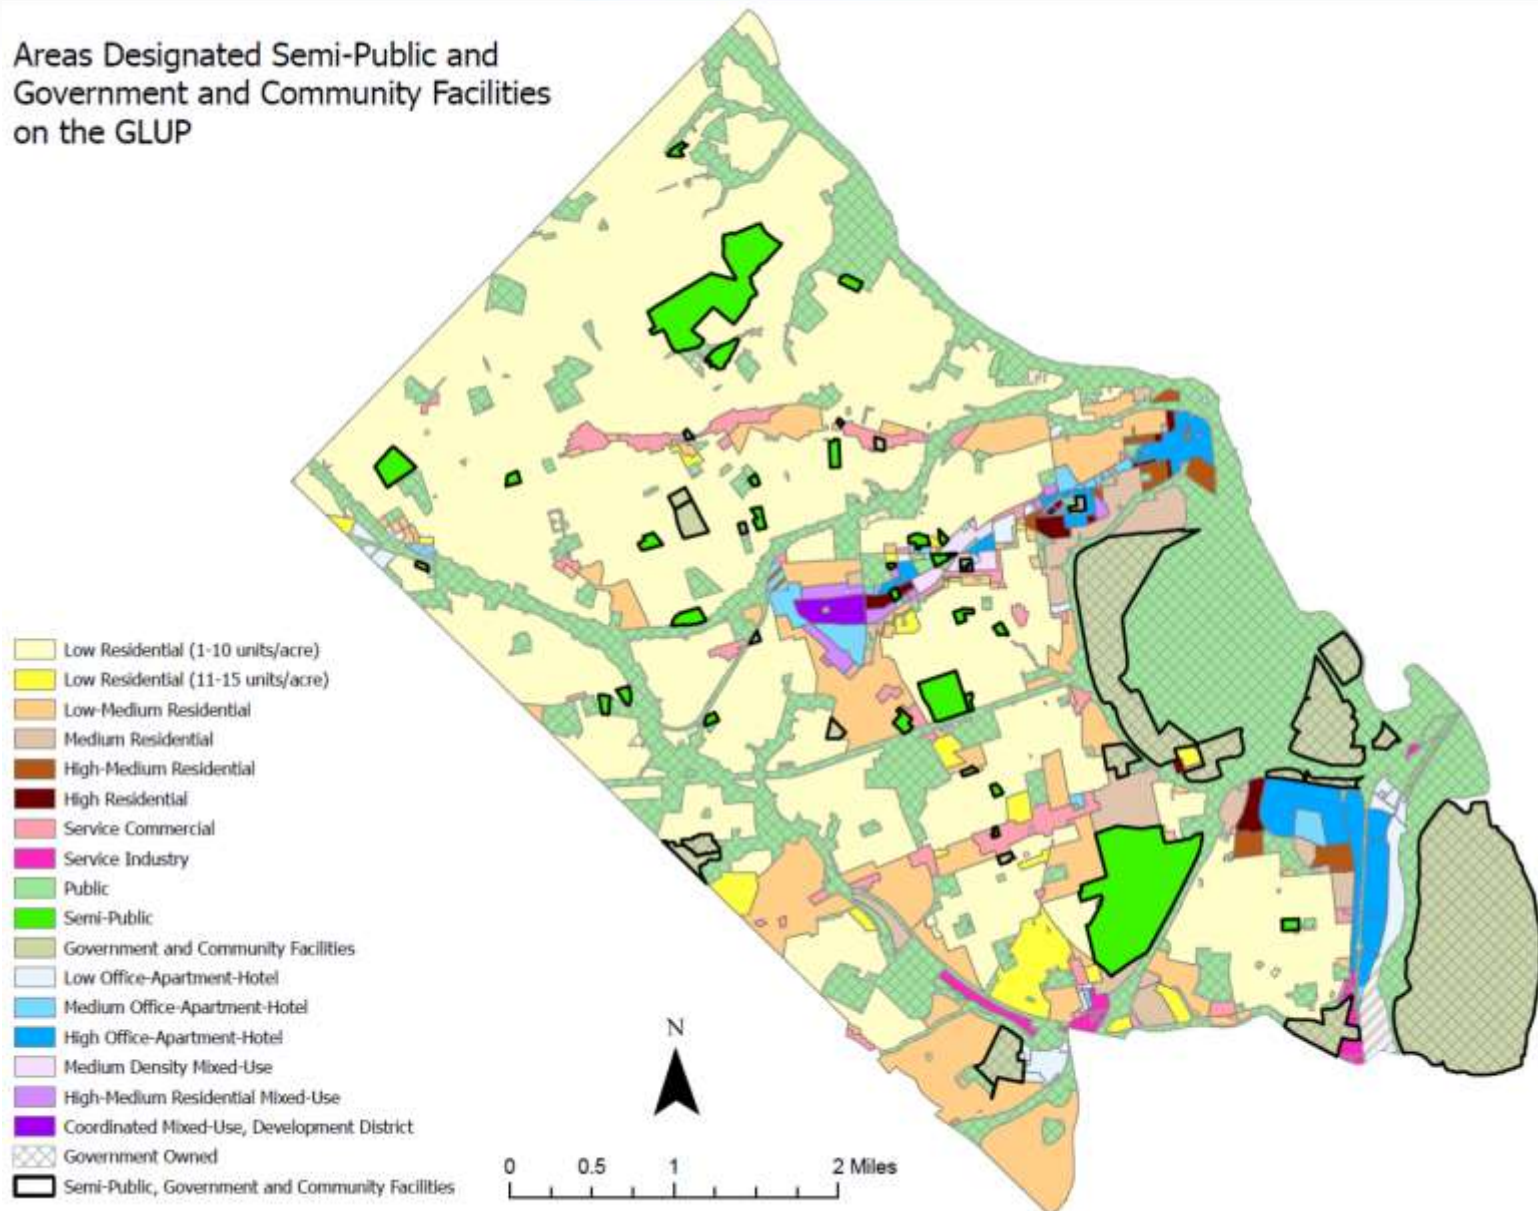 Areas Designated Semi-Public and
Government and Community Facilities
on the GLUP
Low Residential (1-10 units/acre)
Low Residential (11-15 units/acre)
Low-Medium Residential
Medium Residential
High-Medium Residential
High Residential
Service Commercial
Service Industry
Public
Semi-Public
Government and Community Facilities
Low Office-Apartment-Hotel
Medium Office-Apartment-Hotel
High Office-Apartment-Hotel
Medium Density Mixed-Use
High-Medium Residential Mixed-Use
Coordinated Mixed-Use, Development District
Government Owned
Semi-Public, Government and Community Facilities
N
0 0.5 1 2 Miles